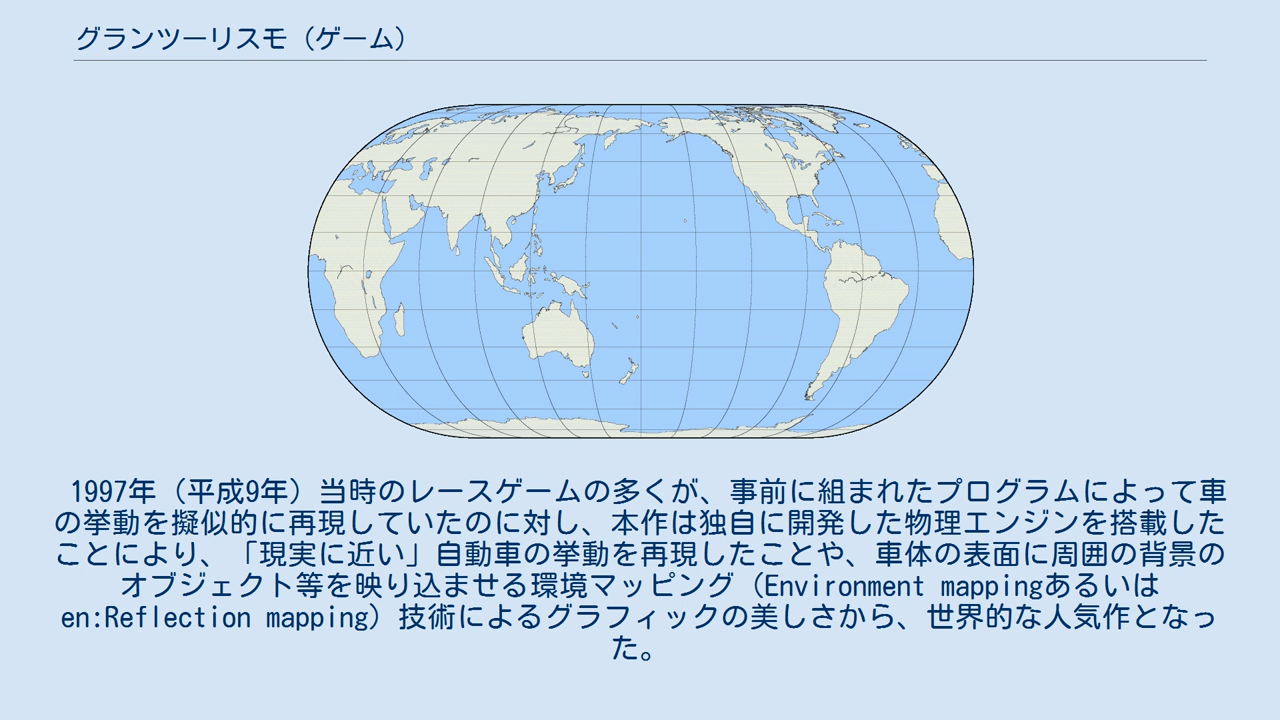 グランツーリスモ（ゲーム）
1997年（平成9年）当時のレースゲームの多くが、事前に組まれたプログラムによって車
の挙動を擬似的に再現していたのに対し、本作は独自に開発した物理エンジンを搭載した
ことにより、「現実に近い」自動車の挙動を再現したことや、車体の表面に周囲の背景の
オブジェクト等を映り込ませる環境マッピング（Environment mappingあるいは
en:Reflection mapping）技術によるグラフィックの美しさから、世界的な人気作となっ
た。